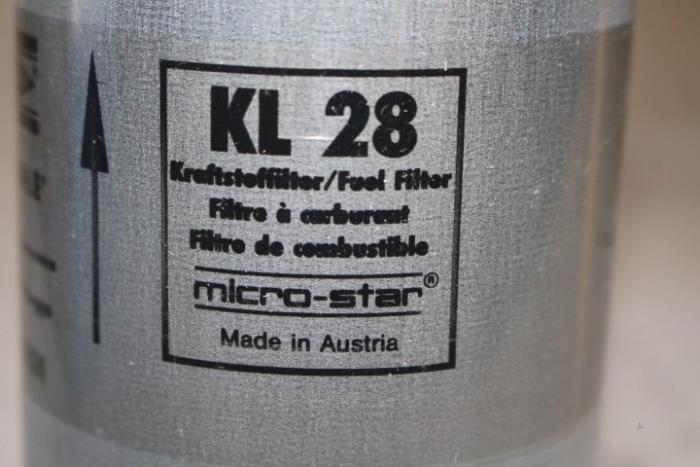 KL 28
Kraftstoffilter/Fuel Filter
Filtre à carburant
Filtro de combustible
micro-star®
Made in Austria